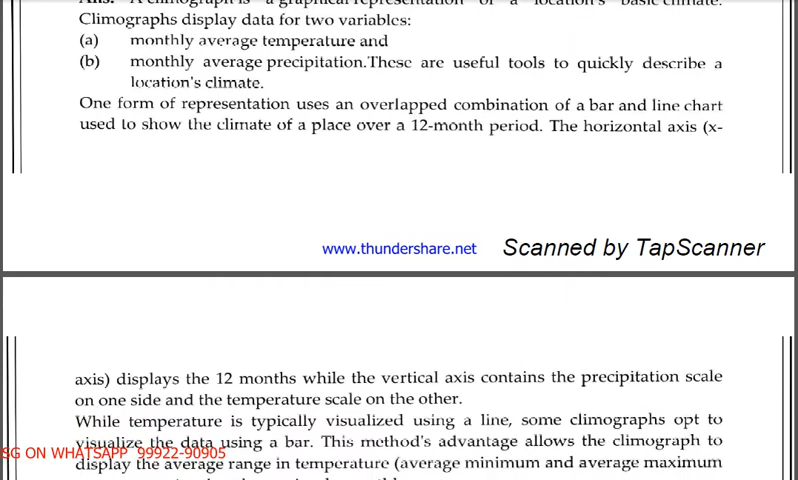 Climographs display data for two variables:
(a) monthly average temperature and
(b) monthly average precipitation.These are useful tools to quickly describe a
location's climate.
One form of representation uses an overlapped combination of a bar and line chart
used to show the climate of a place over a 12-month period. The horizontal axis (x-
www.thundershare.net Scanned by TapScanner
axis) displays the 12 months while the vertical axis contains the precipitation scale
on one side and the temperature scale on the other.
While temperature is typically visualized using a line, some climographs opt to
visualize the data using a bar. This method's advantage allows the climograph to
SG ON WHATSAPP 99922-90905
display the average range in temperature (average minimum and average maximum